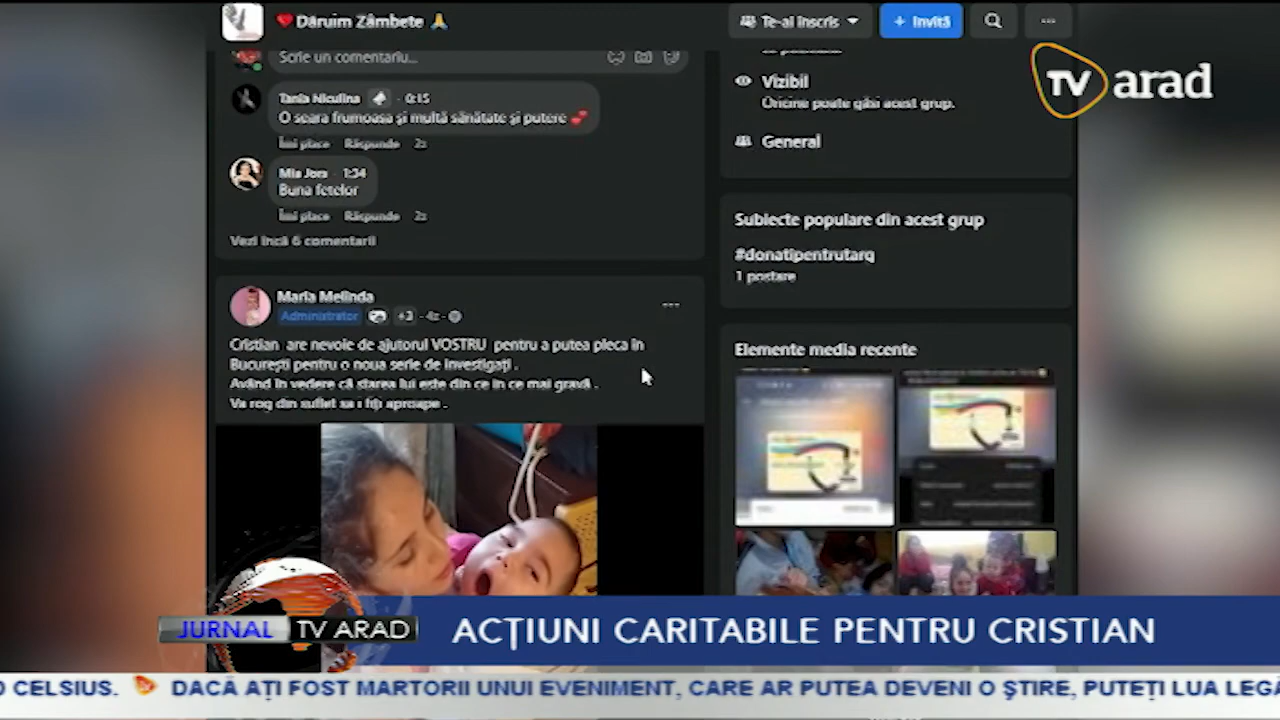 Dăruim Zâmbete
Te-ai înscris
+ Invită
Scrie un comentariu...
Tania Niculina · 0:15
O seara frumoasa și multă sănătate și putere
Îmi place Răspunde 2z
Mia Jora · 1:34
Buna fetelor
Îmi place Răspunde 2z
Vezi încă 6 comentarii
Maria Melinda
Administrator +3 · 4z ·
Cristian are nevoie de ajutorul VOSTRU pentru a putea pleca în
București pentru o noua serie de investigați .
Având în vedere că starea lui este din ce in ce mai gravă .
Va rog din suflet sa i fiți aproape .
Vizibil
Oricine poate găsi acest grup.
General
Subiecte populare din acest grup
#donatipentrutarq
1 postare
Elemente media recente
TV arad
JURNAL TV ARAD
ACȚIUNI CARITABILE PENTRU CRISTIAN
CELSIUS. DACĂ AȚI FOST MARTORII UNUI EVENIMENT, CARE AR PUTEA DEVENI O ȘTIRE, PUTEȚI LUA LEGĂ